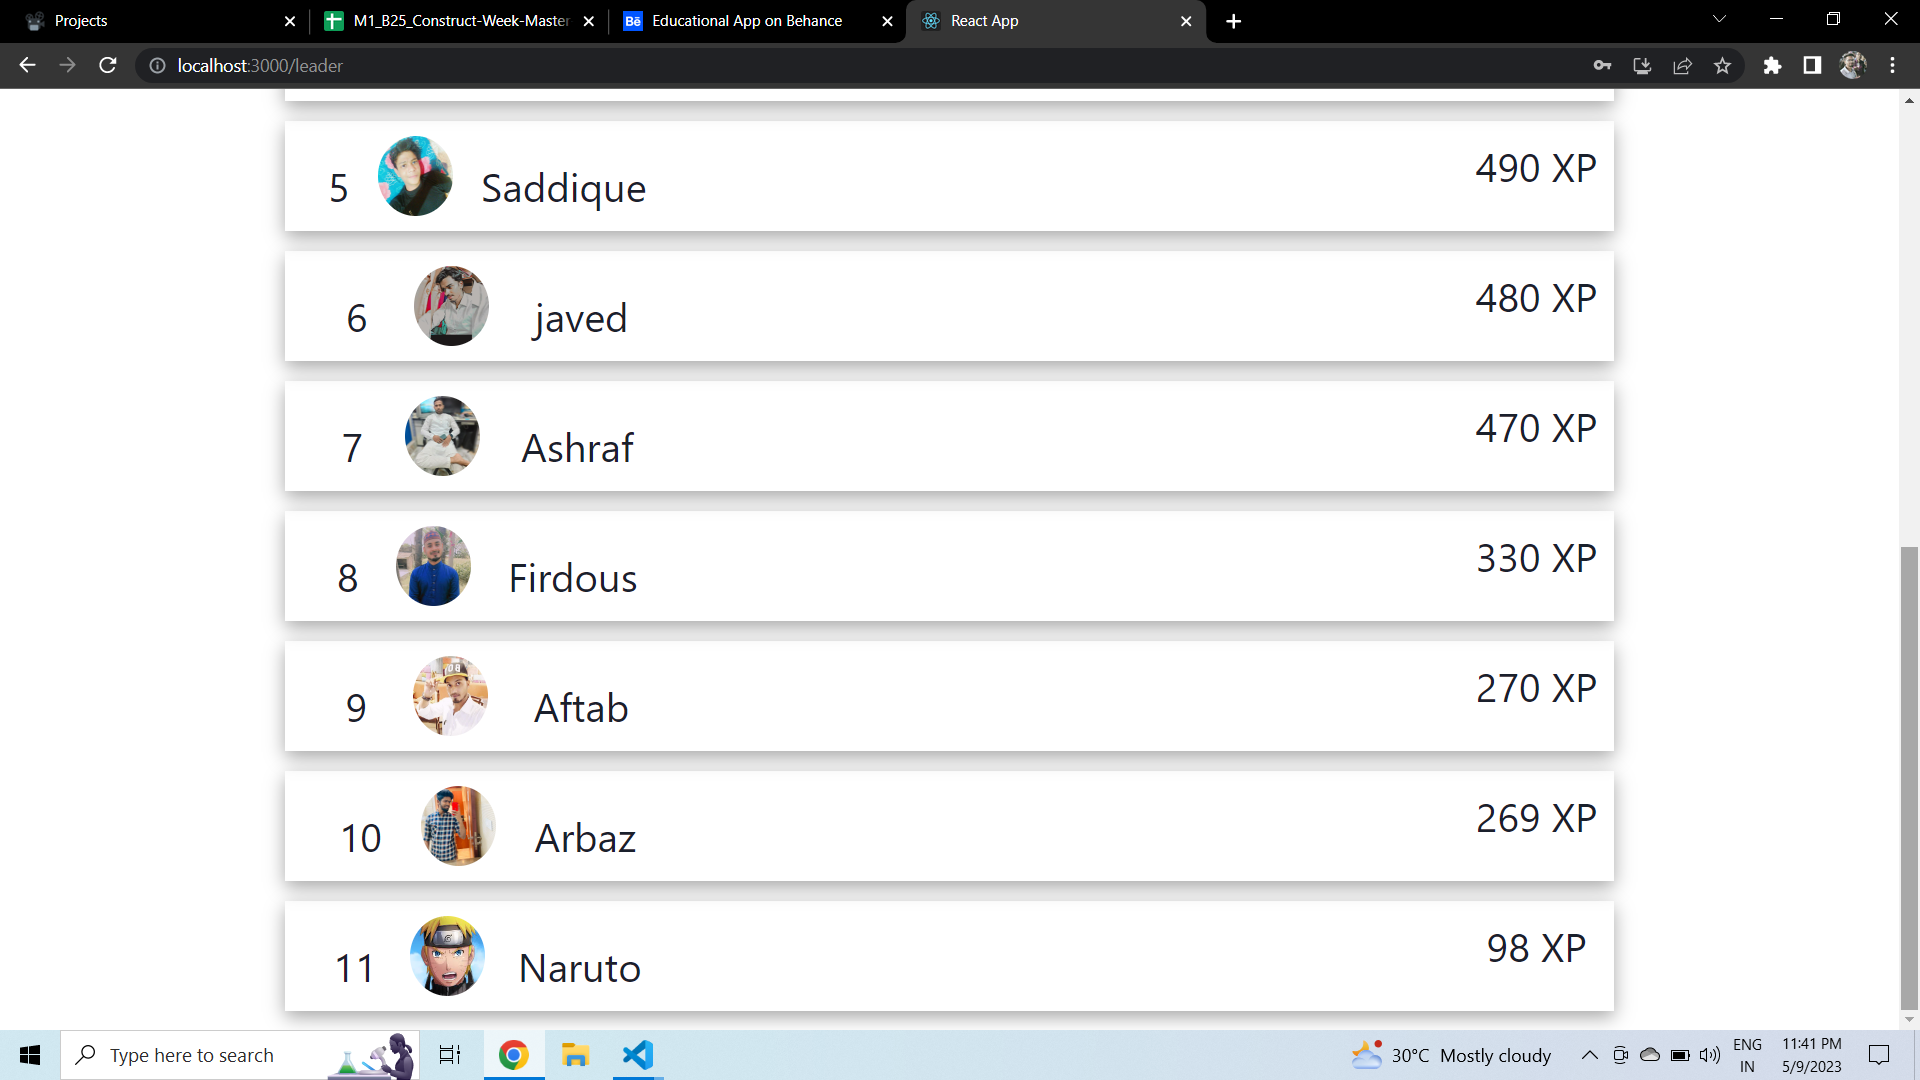 Projects
M1_B25_Construct-Week-Master
Bē Educational App on Behance
React App
localhost:3000/leader
5 Saddique 490 XP
6 javed 480 XP
7 Ashraf 470 XP
8 Firdous 330 XP
9 Aftab 270 XP
10 Arbaz 269 XP
11 Naruto 98 XP
Type here to search
30°C Mostly cloudy
ENG
IN
11:41 PM
5/9/2023